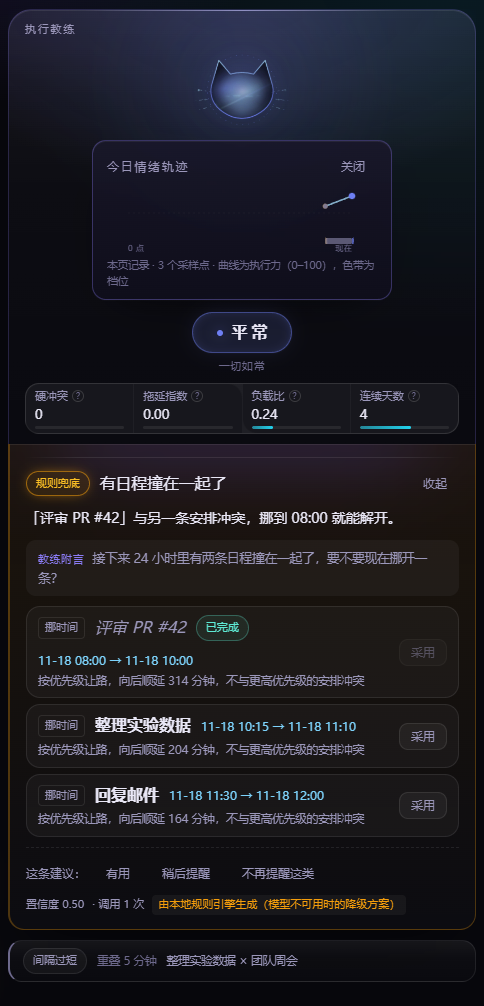 执行教练
今日情绪轨迹 关闭
0 点 现在
本页记录 · 3 个采样点 · 曲线为执行力（0–100），色带为
档位
平常
一切如常
硬冲突 ? 拖延指数 ? 负载比 ? 连续天数 ?
0 0.00 0.24 4
规则兜底 有日程撞在一起了 收起
「评审 PR #42」与另一条安排冲突，挪到 08:00 就能解开。
教练附言 接下来 24 小时里有两条日程撞在一起了，要不要现在挪开一
条？
挪时间 评审 PR #42 已完成
11-18 08:00 → 11-18 10:00 采用
按优先级让路，向后顺延 314 分钟，不与更高优先级的安排冲突
挪时间 整理实验数据 11-18 10:15 → 11-18 11:10 采用
按优先级让路，向后顺延 204 分钟，不与更高优先级的安排冲突
挪时间 回复邮件 11-18 11:30 → 11-18 12:00 采用
按优先级让路，向后顺延 164 分钟，不与更高优先级的安排冲突
这条建议： 有用 稍后提醒 不再提醒这类
置信度 0.50 · 调用 1 次 由本地规则引擎生成（模型不可用时的降级方案）
间隔过短 重叠 5 分钟 整理实验数据 × 团队周会